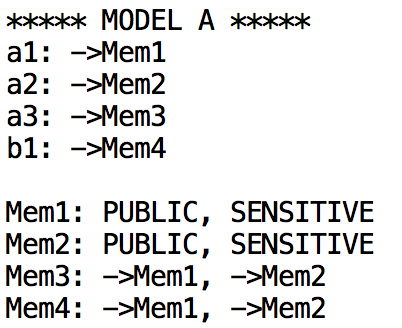 ***** MODEL A *****
a1: ->Mem1
a2: ->Mem2
a3: ->Mem3
b1: ->Mem4
Mem1: PUBLIC, SENSITIVE
Mem2: PUBLIC, SENSITIVE
Mem3: ->Mem1, ->Mem2
Mem4: ->Mem1, ->Mem2